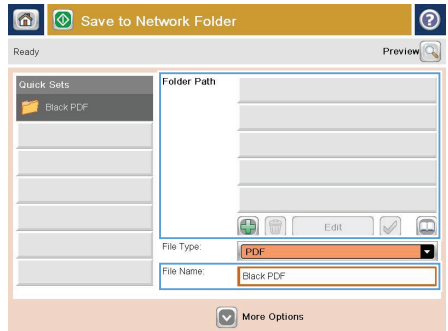 Save to Network Folder
Ready
Preview
Quick Sets
Folder Path
Black PDF
Edit
File Type:
PDF
File Name:
Black PDF
More Options